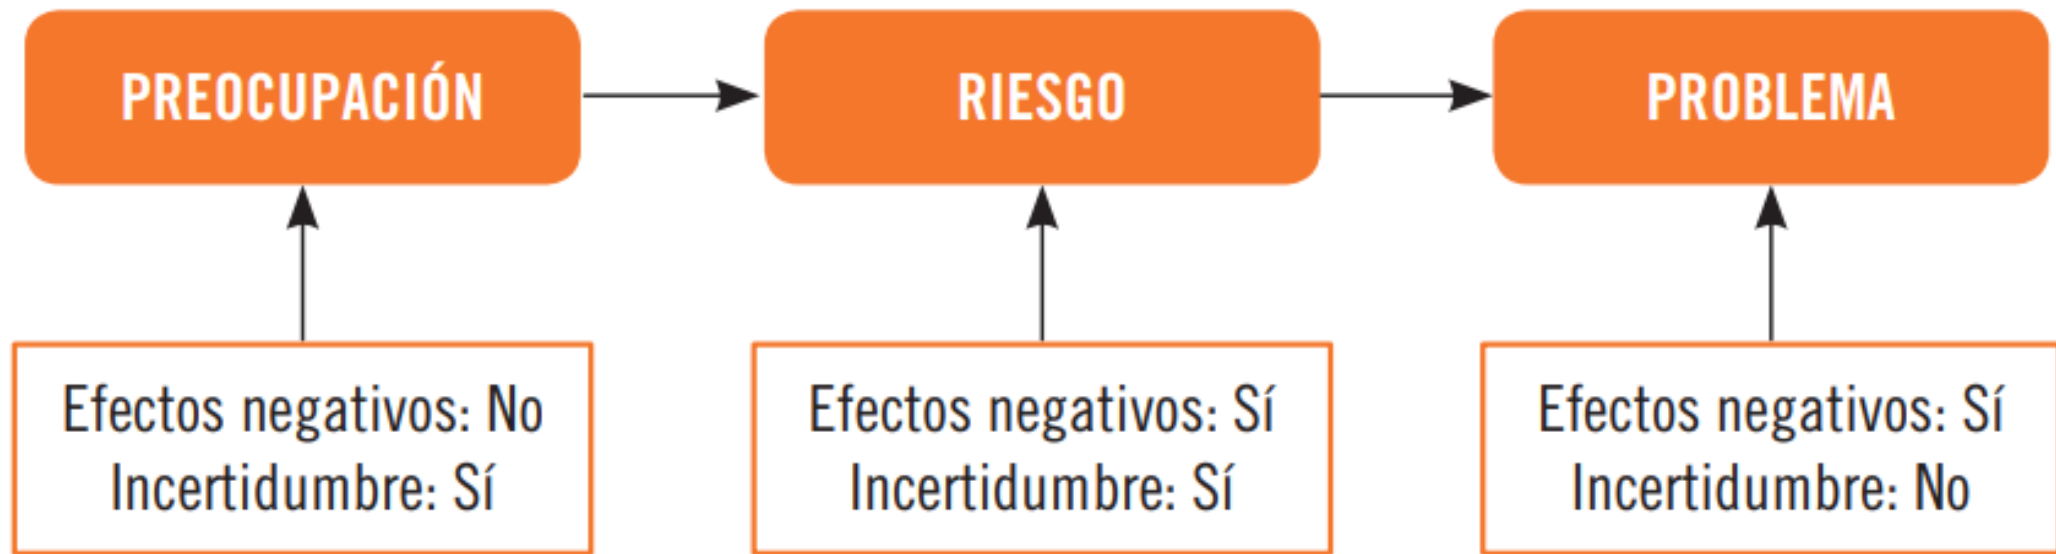 PREOCUPACIÓN
RIESGO
PROBLEMA
Efectos negativos: No
Incertidumbre: Sí
Efectos negativos: Sí
Incertidumbre: Sí
Efectos negativos: Sí
Incertidumbre: No